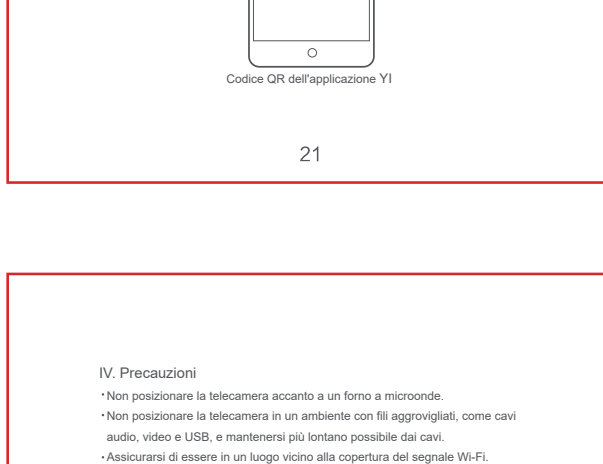 Codice QR dell'applicazione YI
21
IV. Precauzioni
·Non posizionare la telecamera accanto a un forno a microonde.
·Non posizionare la telecamera in un ambiente con fili aggrovigliati, come cavi
audio, video e USB, e mantenersi più lontano possibile dai cavi.
·Assicurarsi di essere in un luogo vicino alla copertura del segnale Wi-Fi.